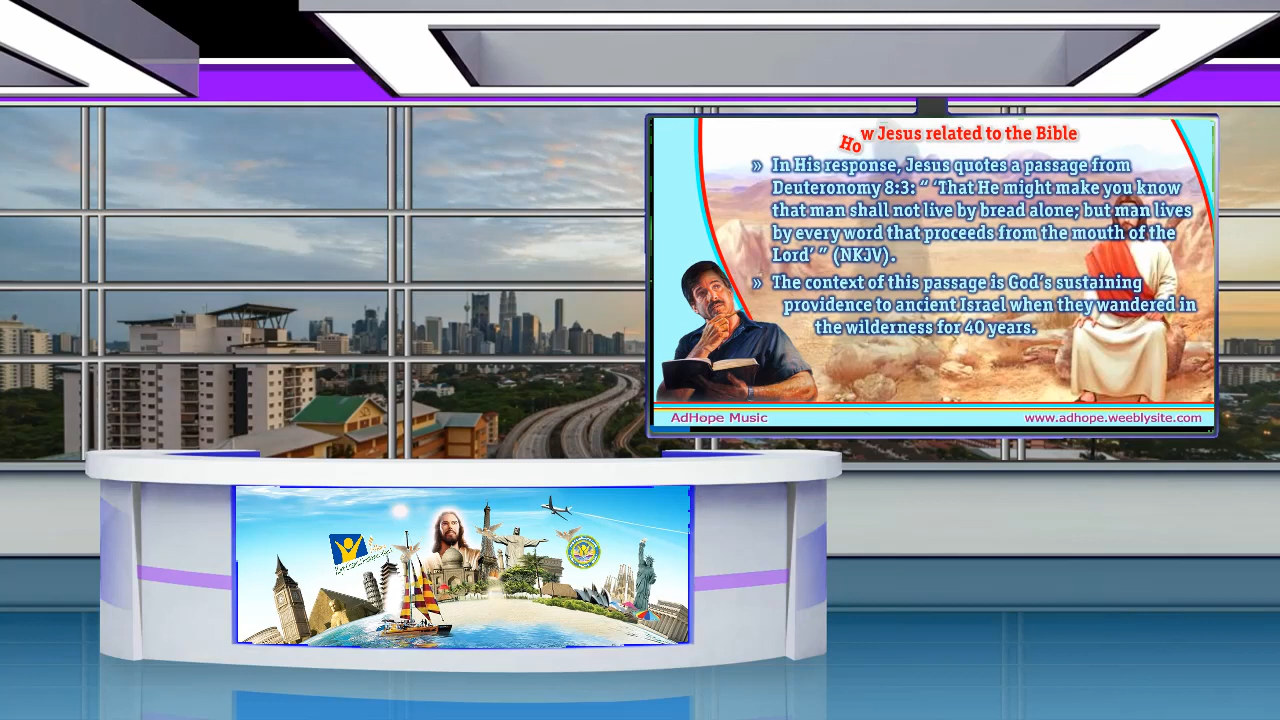 How Jesus related to the Bible
» In His response, Jesus quotes a passage from
Deuteronomy 8:3: “ ‘That He might make you know
that man shall not live by bread alone; but man lives
by every word that proceeds from the mouth of the
Lord’ ” (NKJV).
» The context of this passage is God’s sustaining
providence to ancient Israel when they wandered in
the wilderness for 40 years.
AdHope Music
www.adhope.weeblysite.com